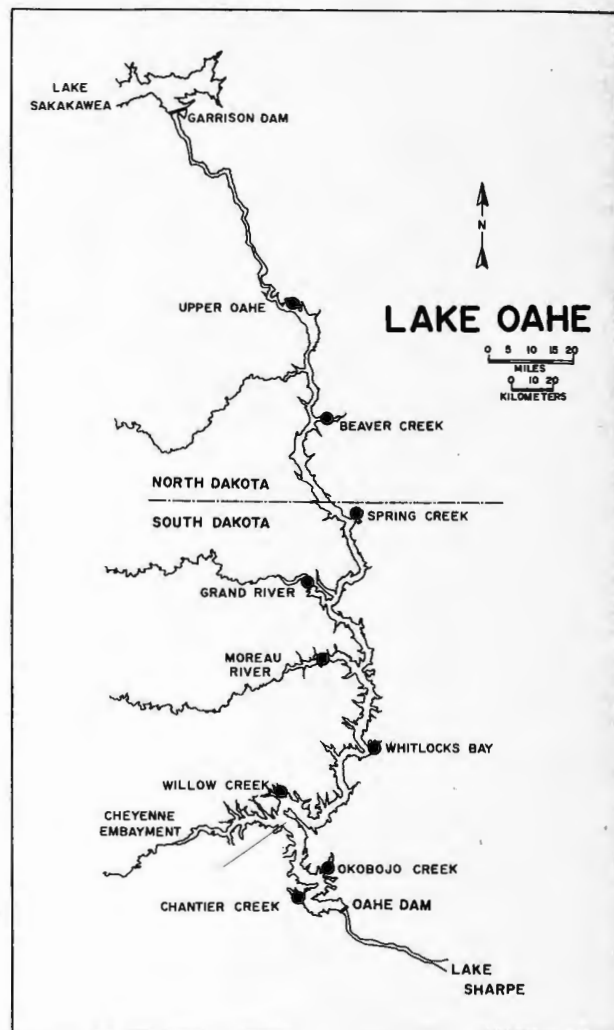 LAKE
SAKAKAWEA
GARRISON DAM
N
UPPER OAHE
LAKE OAHE
0 5 10 15 20
MILES
0 10 20
KILOMETERS
BEAVER CREEK
NORTH DAKOTA
SOUTH DAKOTA
SPRING CREEK
GRAND RIVER
MOREAU
RIVER
WHITLOCKS BAY
WILLOW CREEK
CHEYENNE
EMBAYMENT
OKOBOJO CREEK
CHANTIER CREEK
OAHE DAM
LAKE
SHARPE